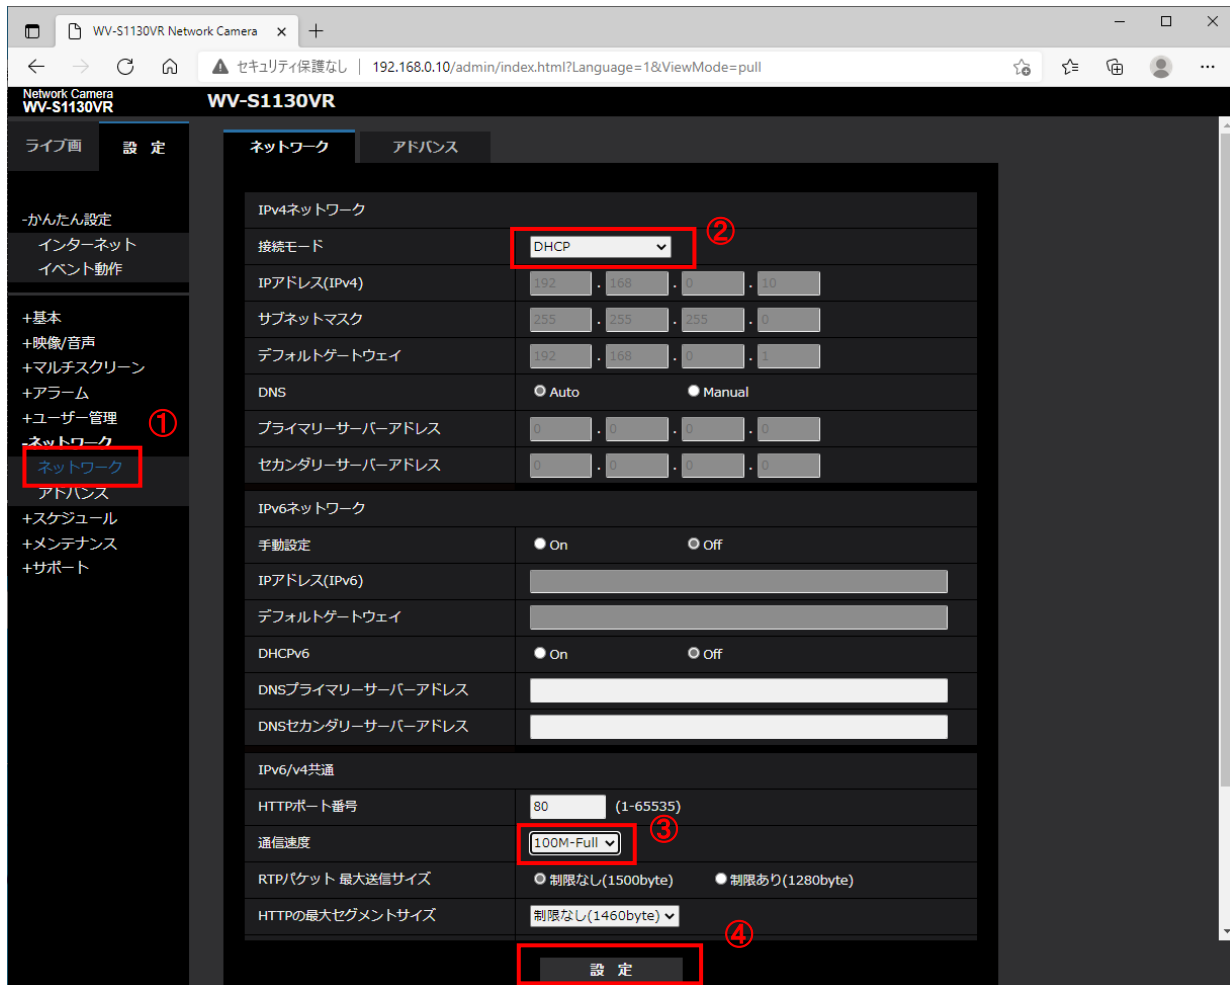 WV-S1130VR Network Camera
セキュリティ保護なし | 192.168.0.10/admin/index.html?Language=1&ViewMode=pull
Network Camera
WV-S1130VR
WV-S1130VR
ライブ画 設 定
ネットワーク アドバンス
-かんたん設定
インターネット
イベント動作
+基本
+映像/音声
+マルチスクリーン
+アラーム
+ユーザー管理
①
-ネットワーク
ネットワーク
アドバンス
+スケジュール
+メンテナンス
+サポート
IPv4ネットワーク
②
接続モード DHCP
IPアドレス(IPv4) 192 . 168 . 0 . 10
サブネットマスク 255 . 255 . 255 . 0
デフォルトゲートウェイ 192 . 168 . 0 . 1
DNS Auto Manual
プライマリーサーバーアドレス 0 . 0 . 0 . 0
セカンダリーサーバーアドレス 0 . 0 . 0 . 0
IPv6ネットワーク
手動設定 On Off
IPアドレス(IPv6)
デフォルトゲートウェイ
DHCPv6 On Off
DNSプライマリーサーバーアドレス
DNSセカンダリーサーバーアドレス
IPv6/v4共通
HTTPポート番号 80 (1-65535)
③
通信速度 100M-Full
RTPパケット 最大送信サイズ 制限なし(1500byte) 制限あり(1280byte)
HTTPの最大セグメントサイズ 制限なし(1460byte)
④
設 定